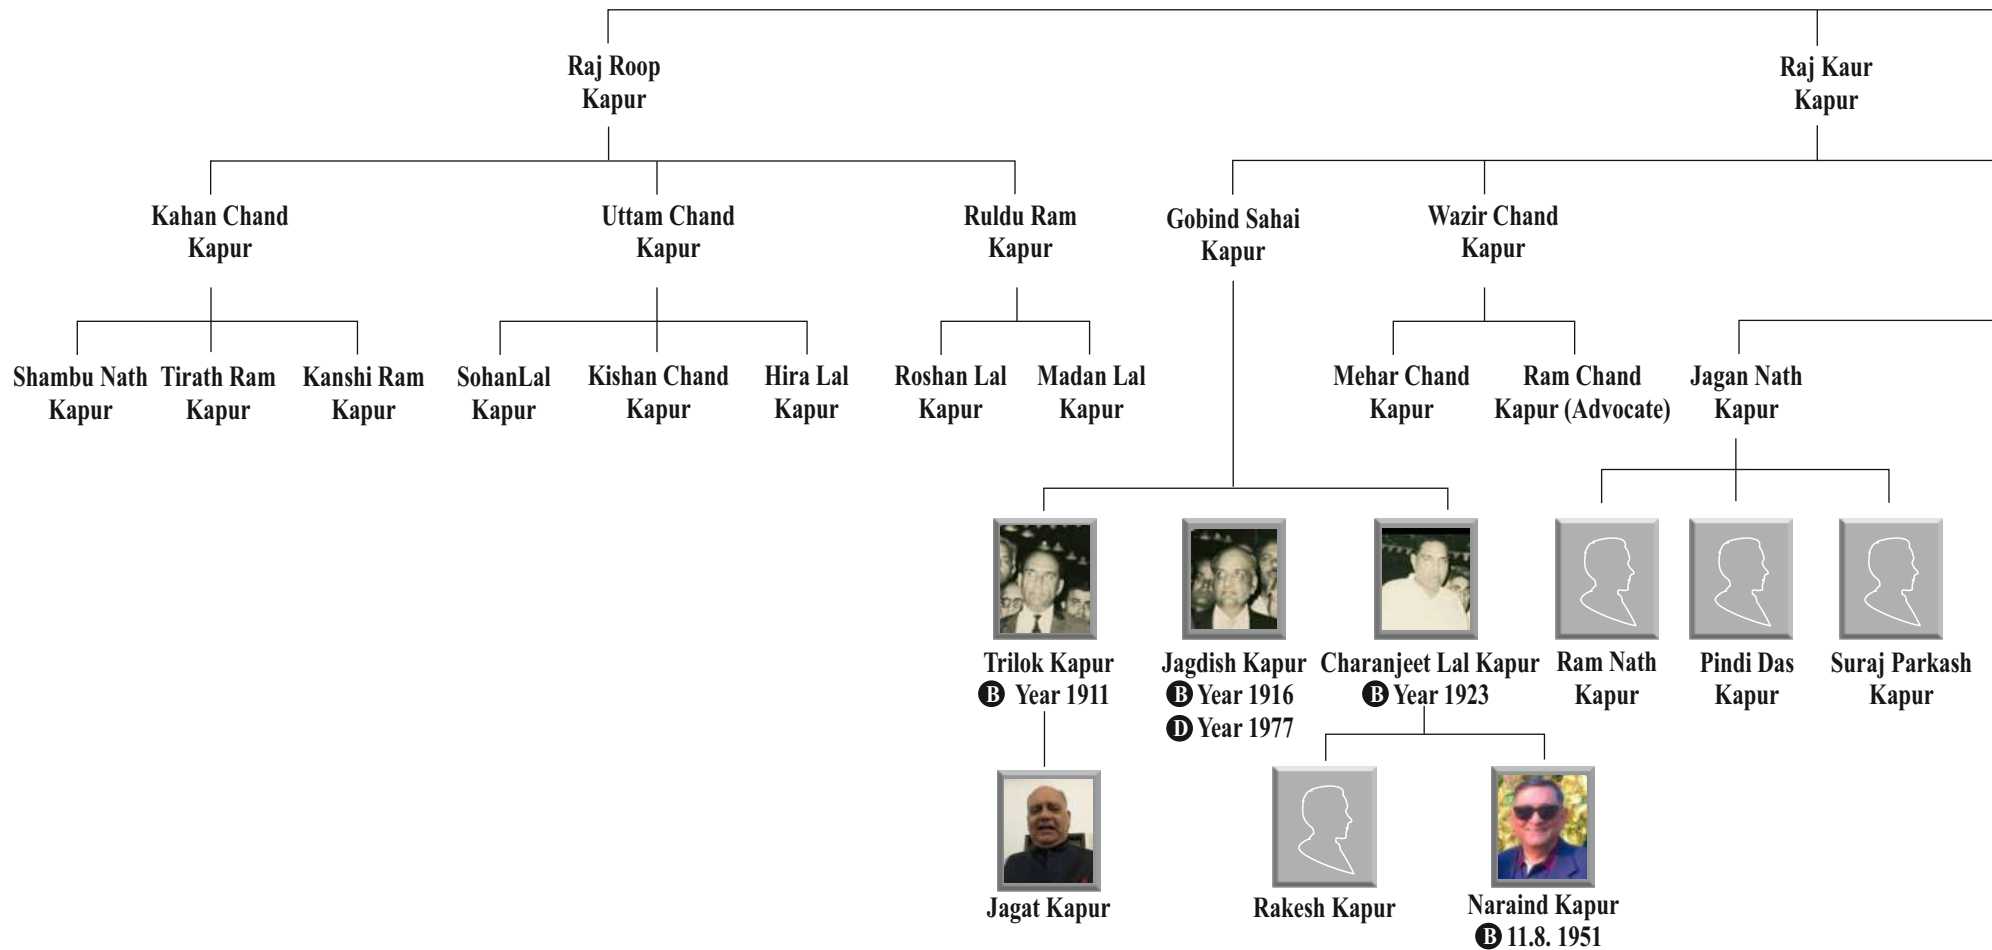 Raj Roop
Kapur
Raj Kaur
Kapur
Kahan Chand
Kapur
Uttam Chand
Kapur
Ruldu Ram
Kapur
Gobind Sahai
Kapur
Wazir Chand
Kapur
Shambu Nath
Kapur
Tirath Ram
Kapur
Kanshi Ram
Kapur
SohanLal
Kapur
Kishan Chand
Kapur
Hira Lal
Kapur
Roshan Lal
Kapur
Madan Lal
Kapur
Mehar Chand
Kapur
Ram Chand
Kapur (Advocate)
Jagan Nath
Kapur
Trilok Kapur
B Year 1911
Jagdish Kapur
B Year 1916
D Year 1977
Charanjeet Lal Kapur
B Year 1923
Ram Nath
Kapur
Pindi Das
Kapur
Suraj Parkash
Kapur
Jagat Kapur
Rakesh Kapur
Naraind Kapur
B 11.8. 1951